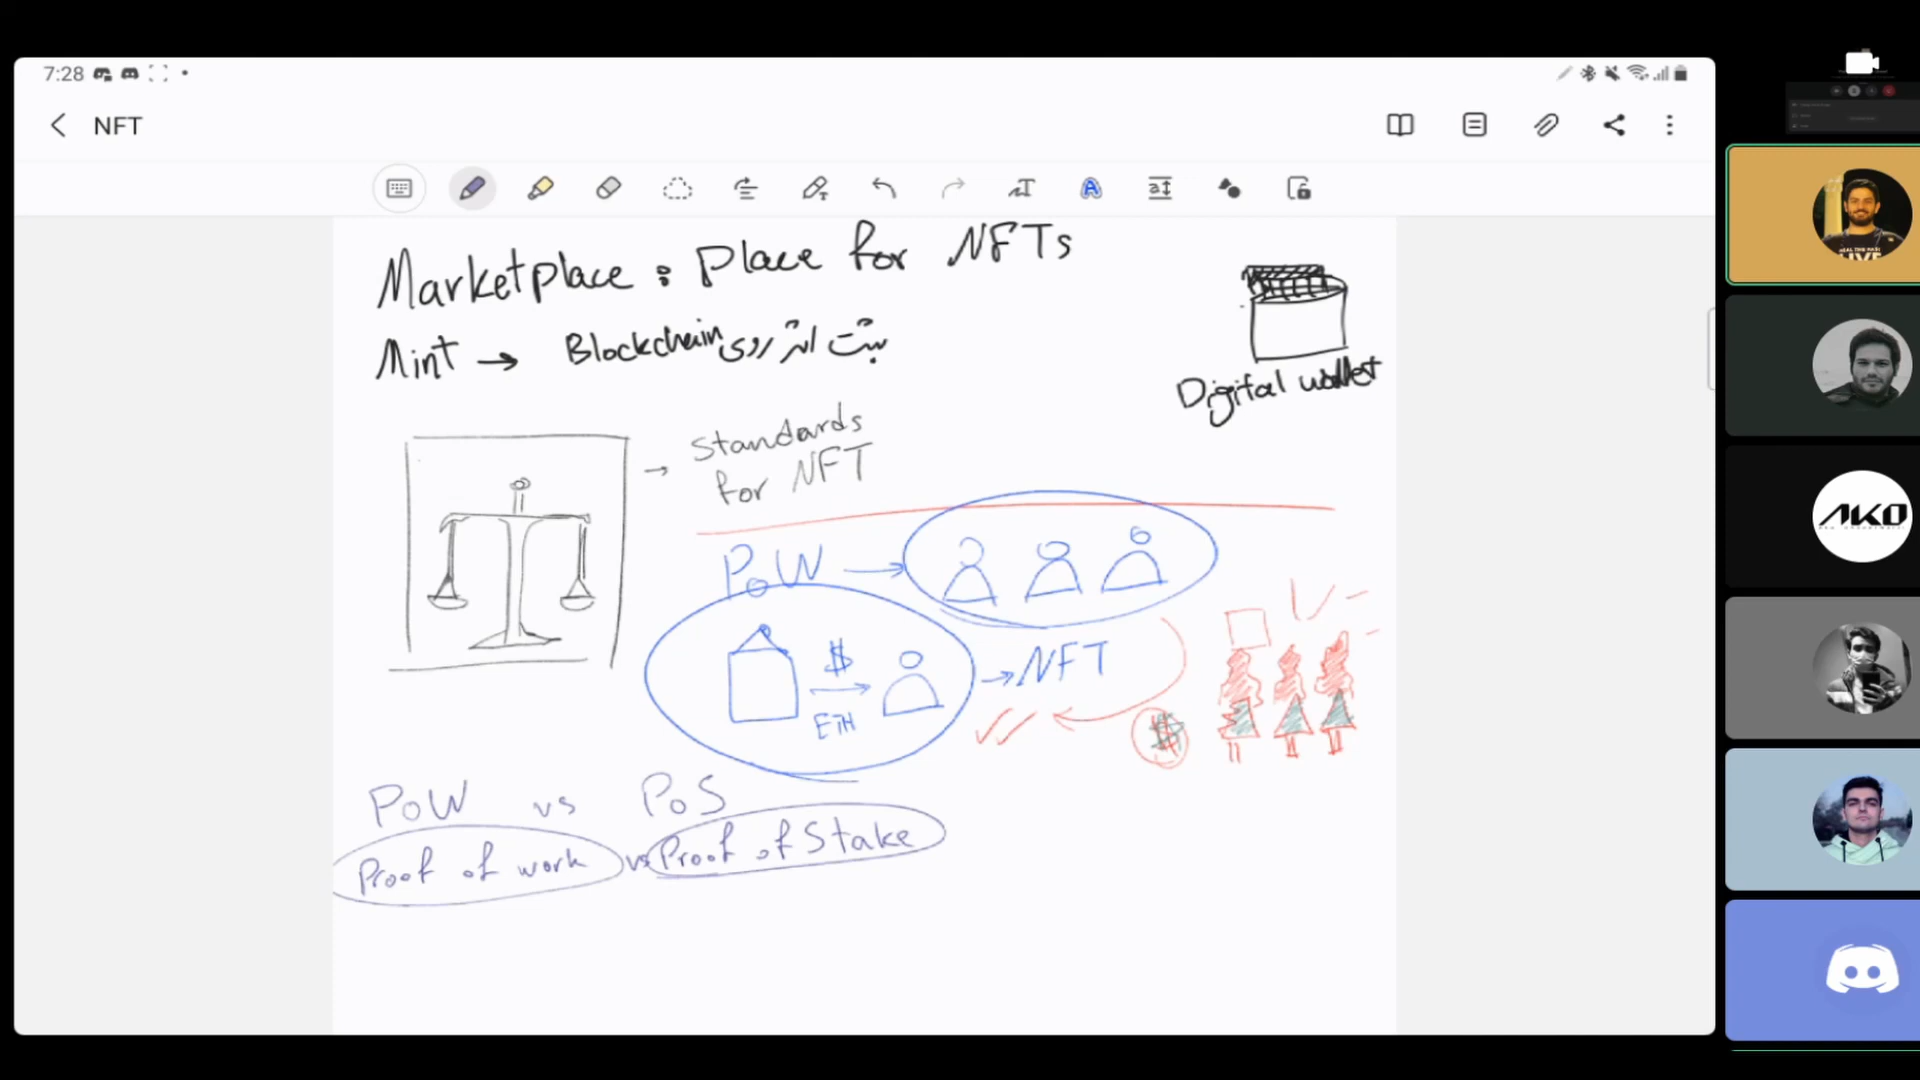 7:28
NFT
Marketplace : Place for NFTs
Mint → Blockchain ثبت اثر روی
Digital wallet
→ Standards
for NFT
PoW →
$
ETH
→ NFT
$
PoW vs PoS
Proof of work vs Proof of Stake
AKO